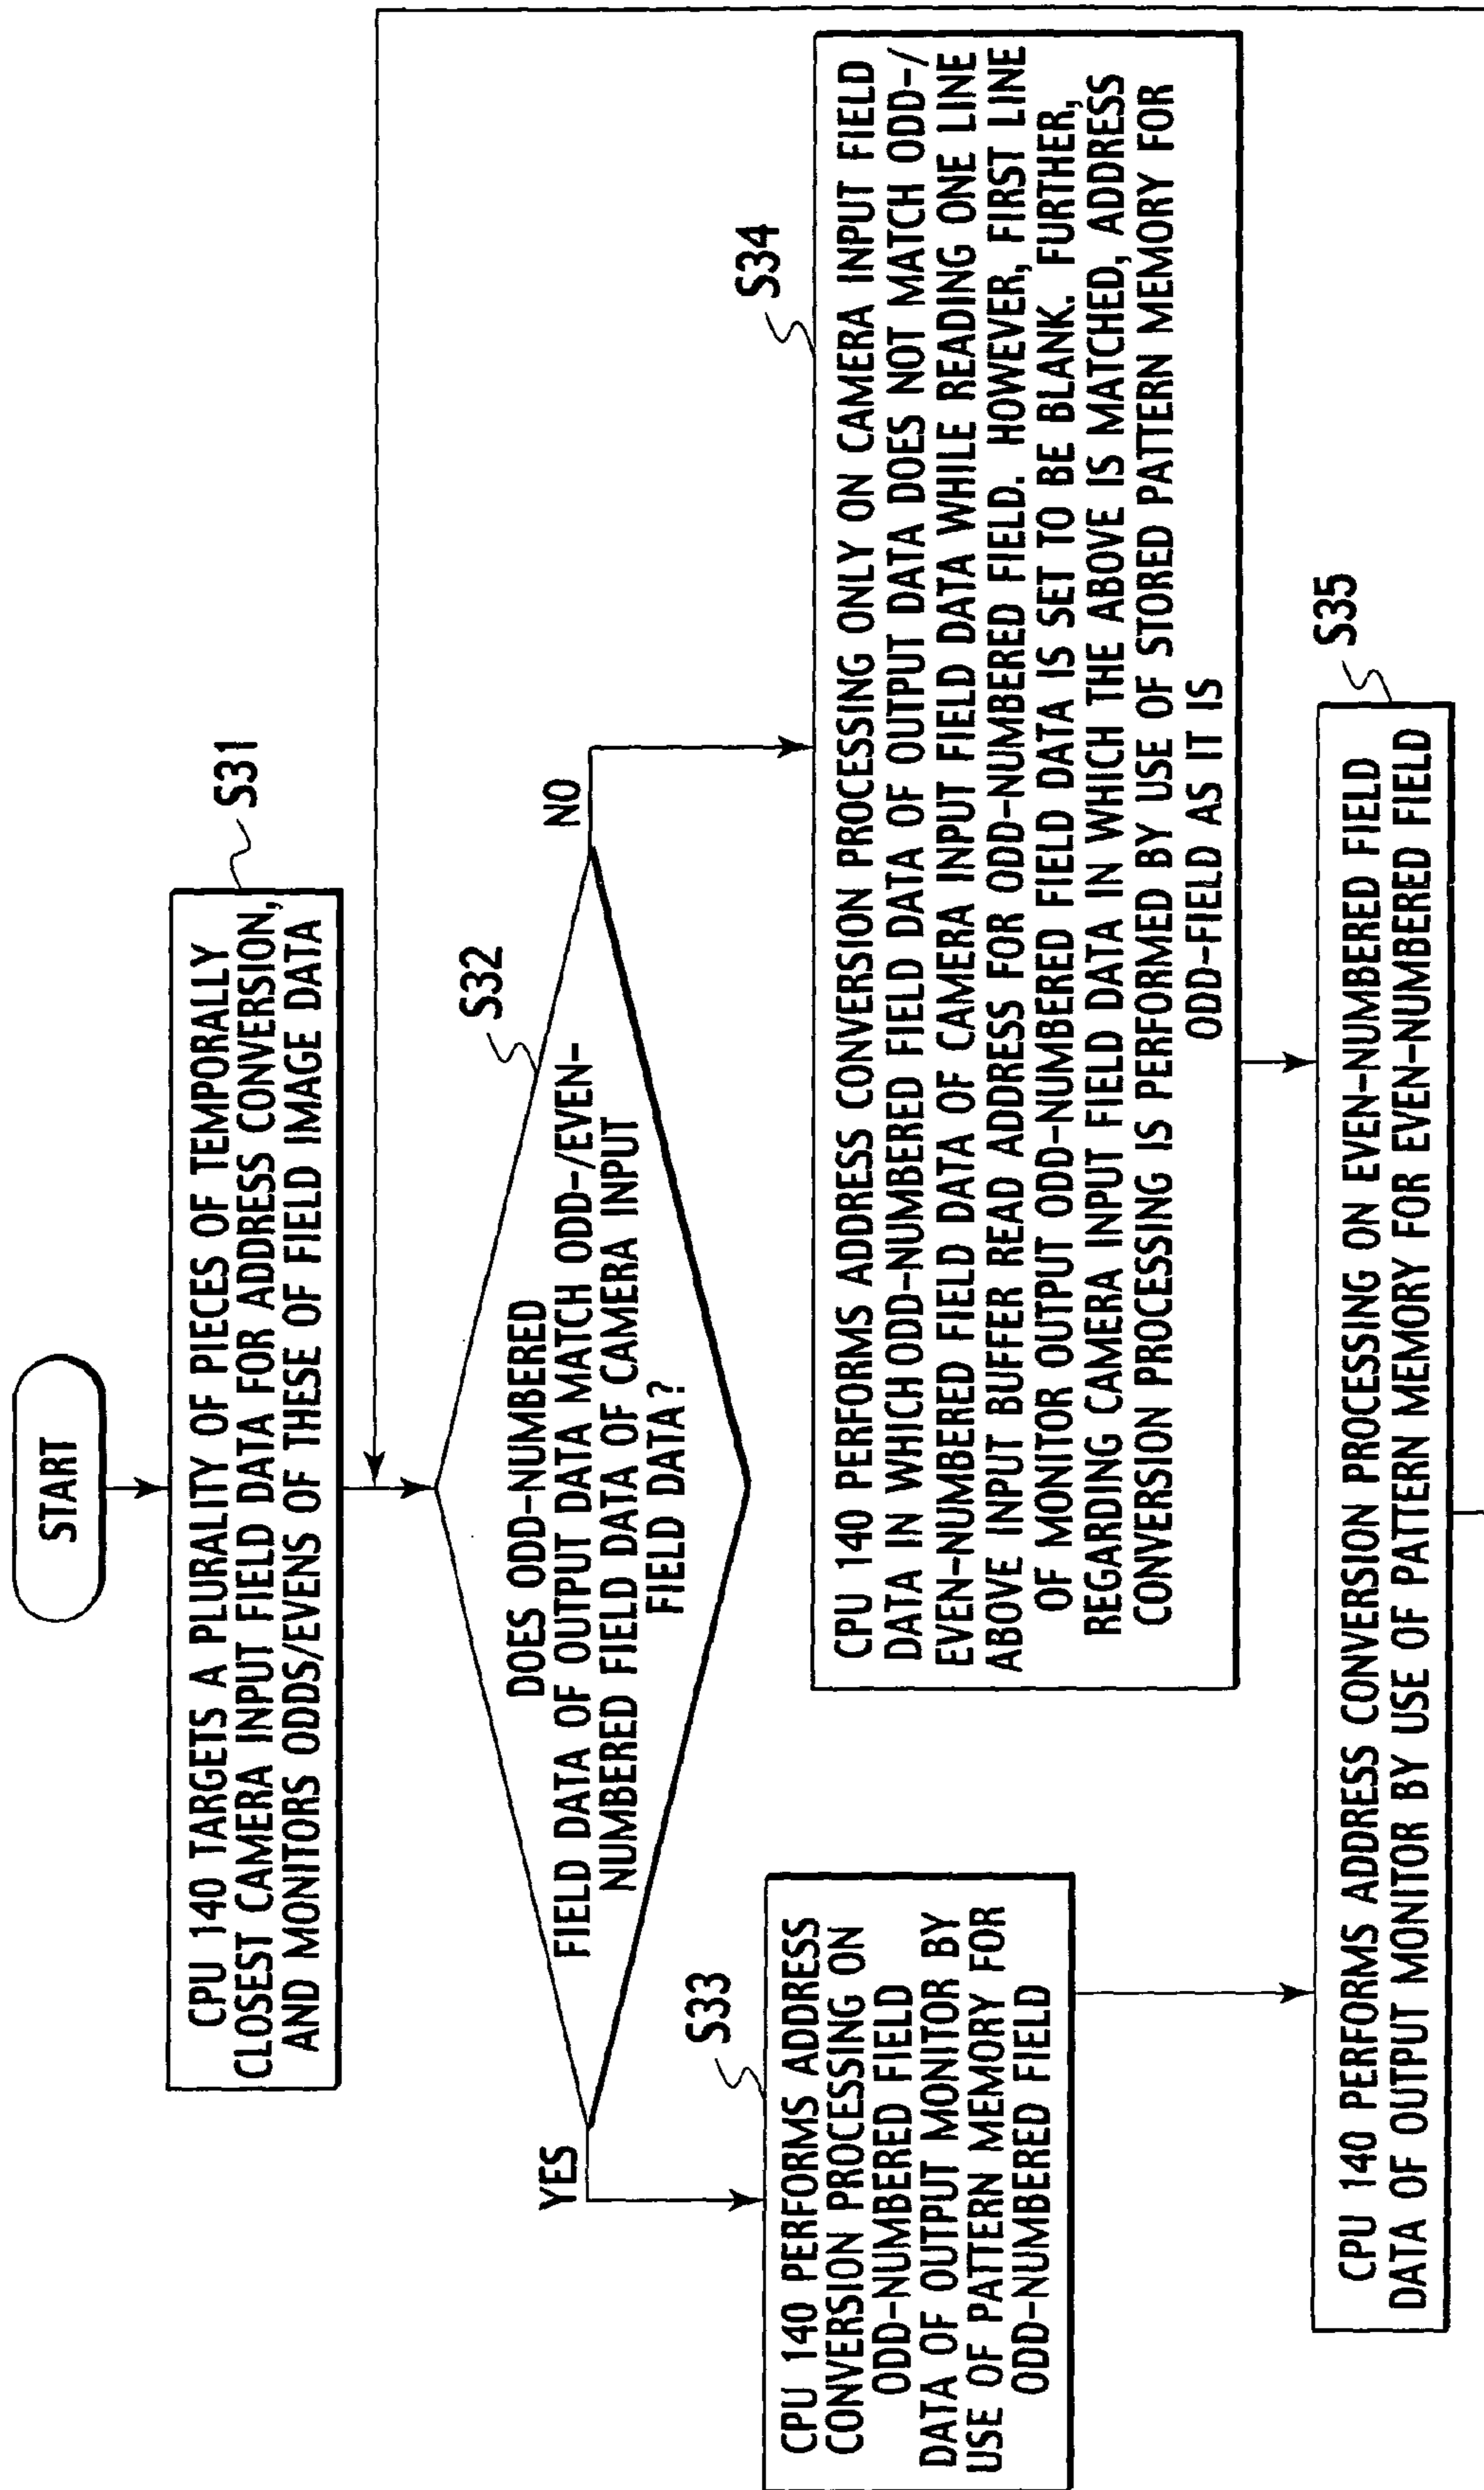 START
S31
CPU 140 TARGETS A PLURALITY OF PIECES OF TEMPORALLY
CLOSEST CAMERA INPUT FIELD DATA FOR ADDRESS CONVERSION,
AND MONITORS ODDS/EVENS OF THESE OF FIELD IMAGE DATA
S32
DOES ODD-NUMBERED
FIELD DATA OF OUTPUT DATA MATCH ODD-/EVEN-
NUMBERED FIELD DATA OF CAMERA INPUT
FIELD DATA?
YES
NO
S33
CPU 140 PERFORMS ADDRESS
CONVERSION PROCESSING ON
ODD-NUMBERED FIELD
DATA OF OUTPUT MONITOR BY
USE OF PATTERN MEMORY FOR
ODD-NUMBERED FIELD
S34
CPU 140 PERFORMS ADDRESS CONVERSION PROCESSING ONLY ON CAMERA INPUT FIELD
DATA IN WHICH ODD-NUMBERED FIELD DATA OF OUTPUT DATA DOES NOT MATCH ODD-/
EVEN-NUMBERED FIELD DATA OF CAMERA INPUT FIELD DATA WHILE READING ONE LINE
ABOVE INPUT BUFFER READ ADDRESS FOR ODD-NUMBERED FIELD. HOWEVER, FIRST LINE
OF MONITOR OUTPUT ODD-NUMBERED FIELD DATA IS SET TO BE BLANK. FURTHER,
REGARDING CAMERA INPUT FIELD DATA IN WHICH THE ABOVE IS MATCHED, ADDRESS
CONVERSION PROCESSING IS PERFORMED BY USE OF STORED PATTERN MEMORY FOR
ODD-FIELD AS IT IS
S35
CPU 140 PERFORMS ADDRESS CONVERSION PROCESSING ON EVEN-NUMBERED FIELD
DATA OF OUTPUT MONITOR BY USE OF PATTERN MEMORY FOR EVEN-NUMBERED FIELD